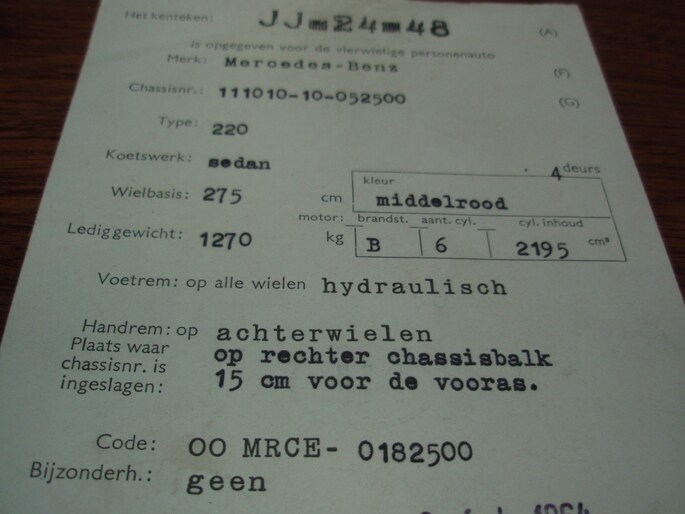 Het kenteken: JJ-24-48 (A)
is opgegeven voor de vierwielige personenauto
Merk: Mercedes-Benz (F)
Chassisnr.: 111010-10-052500 (G)
Type: 220
Koetswerk: sedan 4 deurs
Wielbasis: 275 cm
kleur middelrood
Lediggewicht: 1270 kg
motor: brandst. aant. cyl. cyl. inhoud
B 6 2195 cm³
Voetrem: op alle wielen hydraulisch
Handrem: op achterwielen
Plaats waar op rechter chassisbalk
chassisnr. is
ingeslagen: 15 cm voor de vooras.
Code: OO MRCE- 0182500
Bijzonderh.: geen